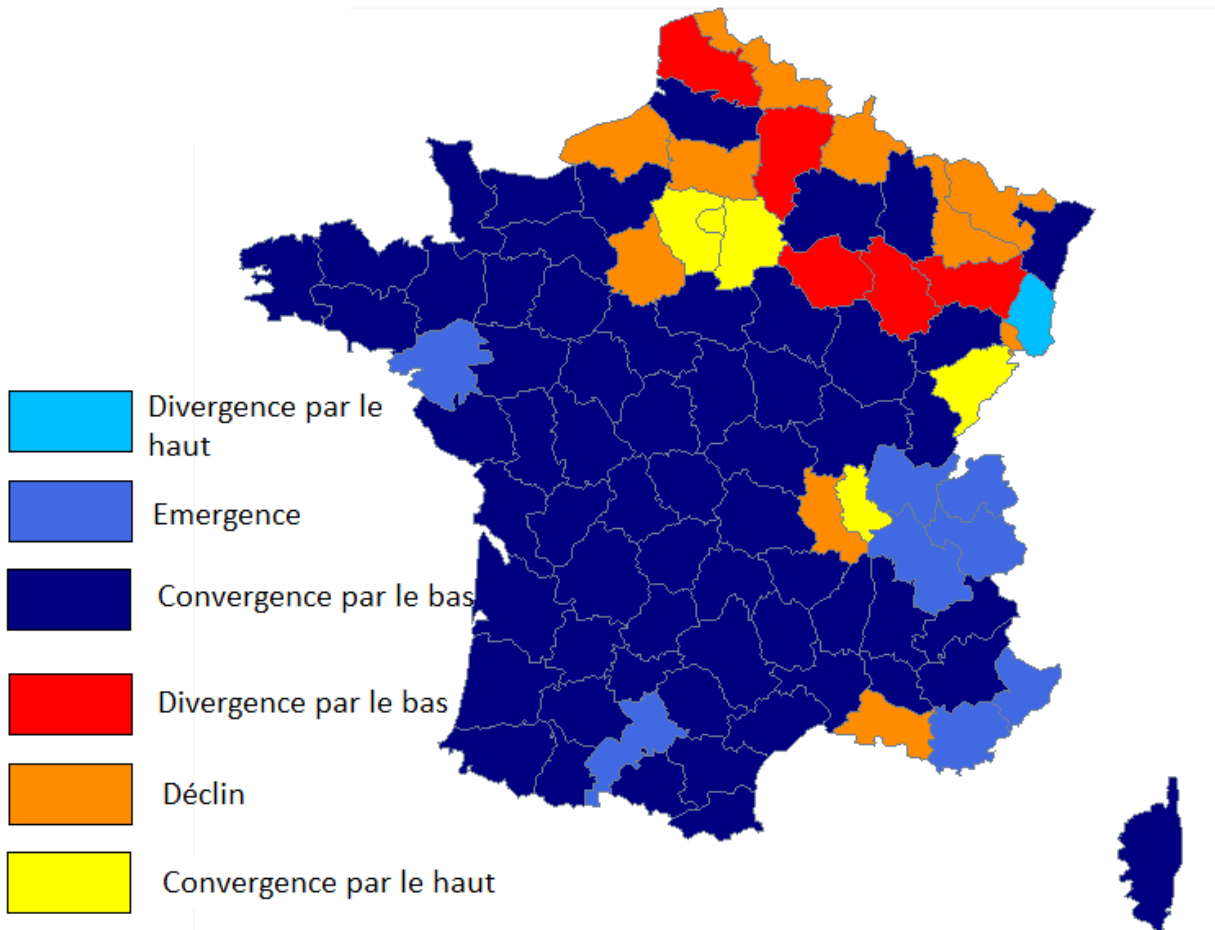 Divergence par le
haut
Emergence
Convergence par le bas
Divergence par le bas
Déclin
Convergence par le haut